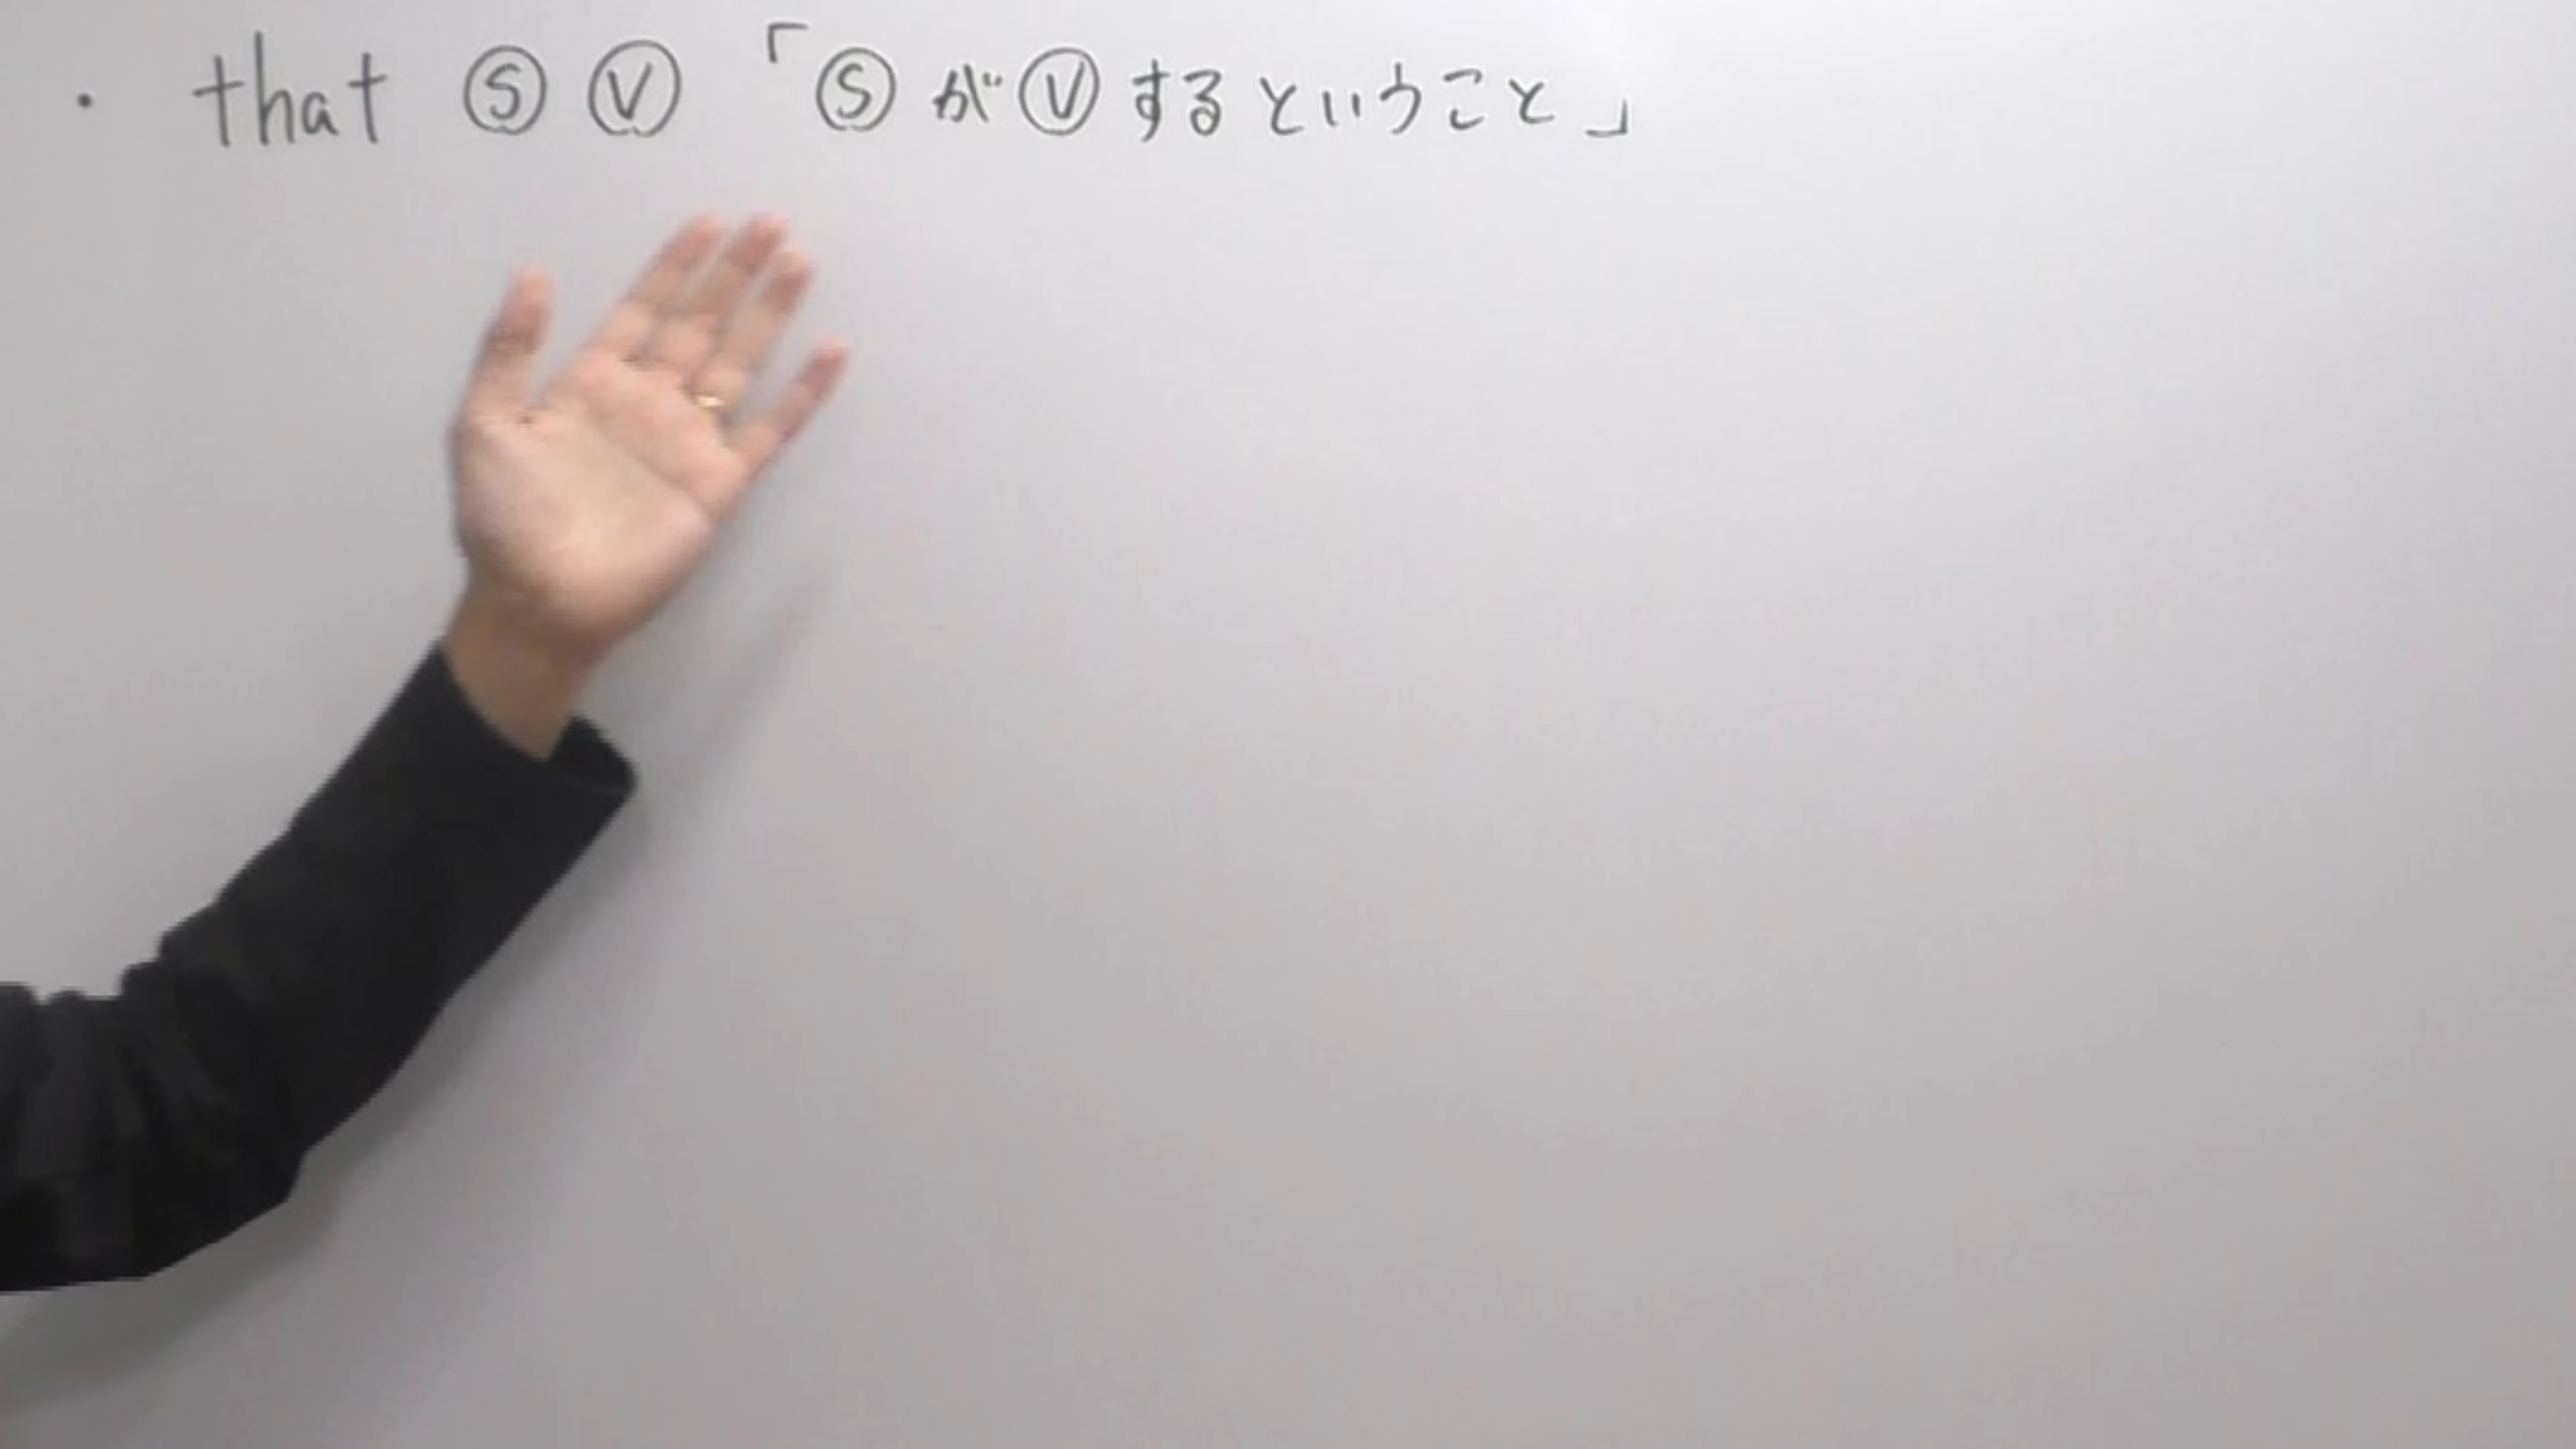 ・ that Ⓢ Ⓥ 「Ⓢ が Ⓥ するということ」